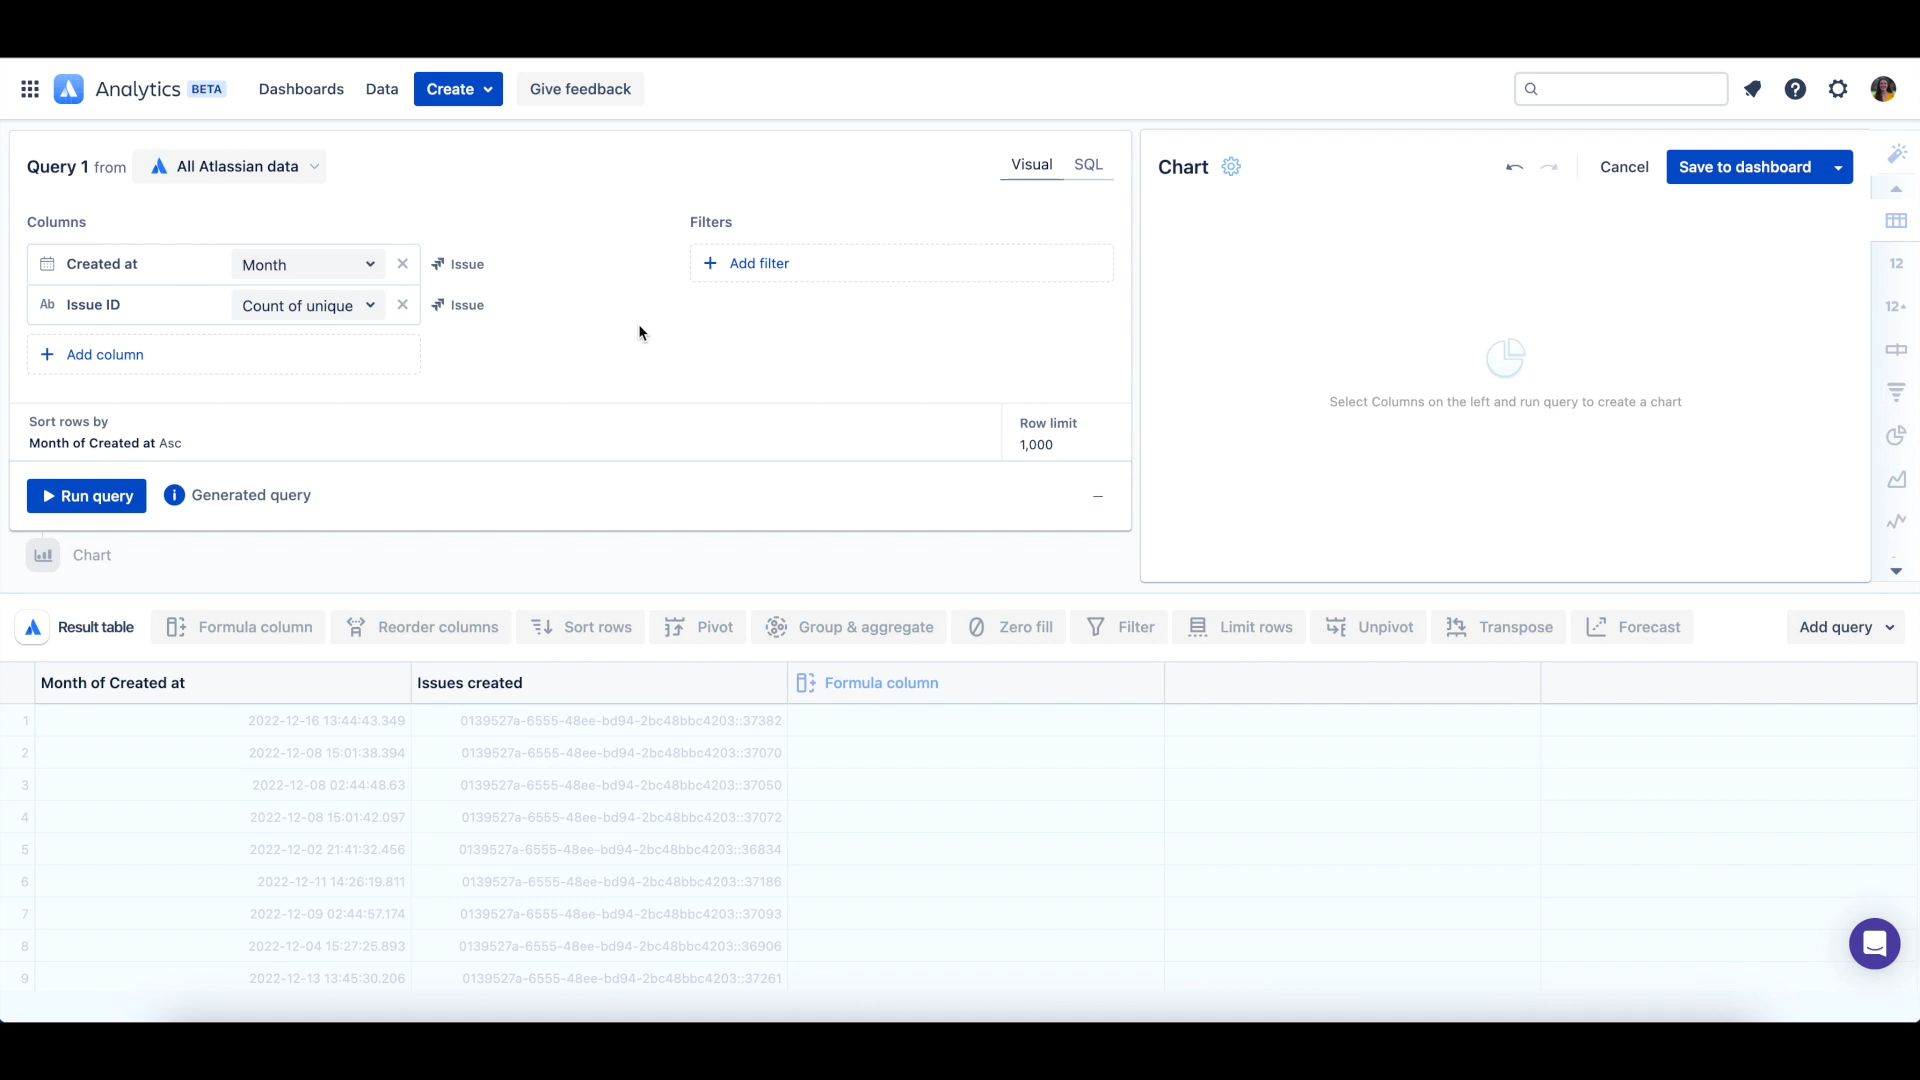 Analytics BETA Dashboards Data Create Give feedback
Query 1 from All Atlassian data Visual SQL
Columns Filters
Created at Month Issue
Add filter
Ab Issue ID Count of unique Issue
Add column
Sort rows by
Month of Created at Asc
Row limit
1,000
Run query Generated query
Chart
Chart Cancel Save to dashboard
Select Columns on the left and run query to create a chart
12
12
Result table Formula column Reorder columns Sort rows Pivot Group & aggregate Zero fill Filter Limit rows Unpivot Transpose Forecast Add query
Month of Created at Issues created Formula column
1 2022-12-16 13:44:43.349 0139527a-6555-48ee-bd94-2bc48bbc4203::37382
2 2022-12-08 15:01:38.394 0139527a-6555-48ee-bd94-2bc48bbc4203::37070
3 2022-12-08 02:44:48.63 0139527a-6555-48ee-bd94-2bc48bbc4203::37050
4 2022-12-08 15:01:42.097 0139527a-6555-48ee-bd94-2bc48bbc4203::37072
5 2022-12-02 21:41:32.456 0139527a-6555-48ee-bd94-2bc48bbc4203::36834
6 2022-12-11 14:26:19.811 0139527a-6555-48ee-bd94-2bc48bbc4203::37186
7 2022-12-09 02:44:57.174 0139527a-6555-48ee-bd94-2bc48bbc4203::37093
8 2022-12-04 15:27:25.893 0139527a-6555-48ee-bd94-2bc48bbc4203::36906
9 2022-12-13 13:45:30.206 0139527a-6555-48ee-bd94-2bc48bbc4203::37261